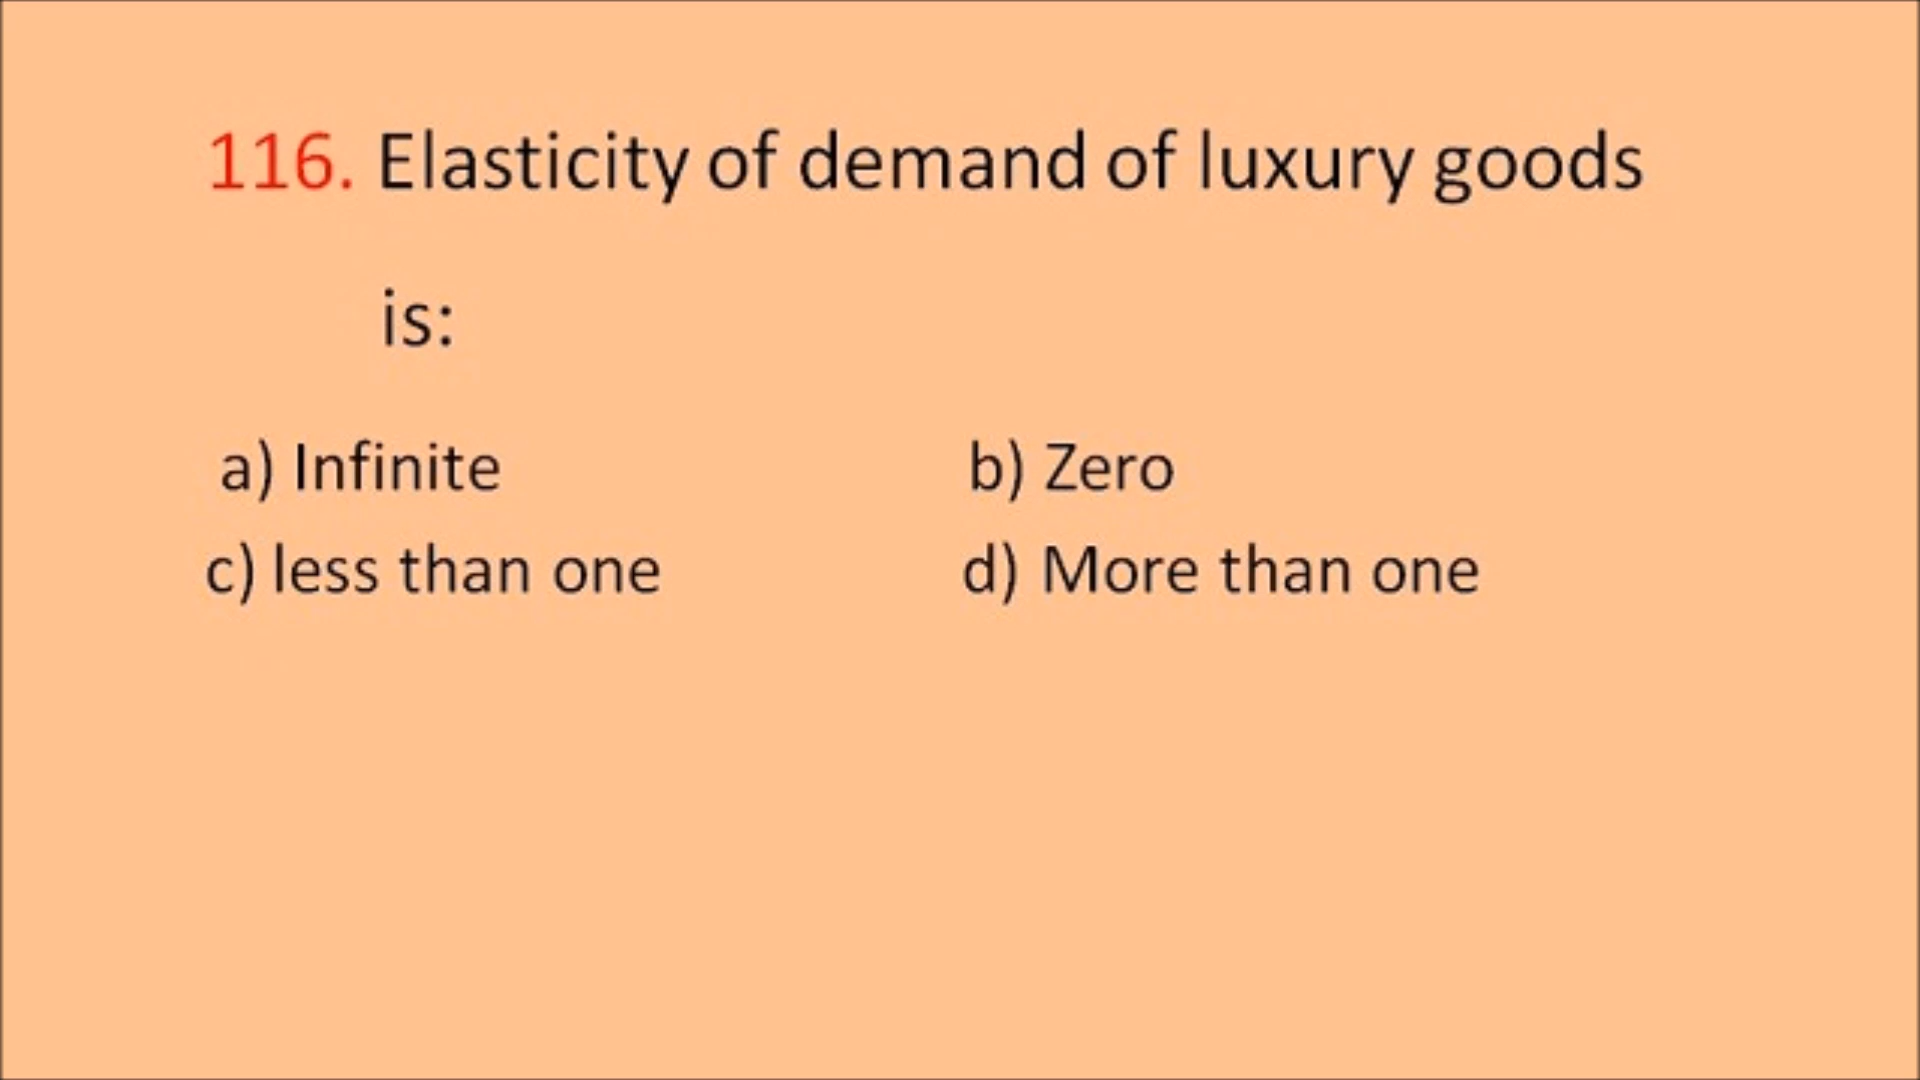 116. Elasticity of demand of luxury goods
is:
a) Infinite b) Zero
c) less than one d) More than one